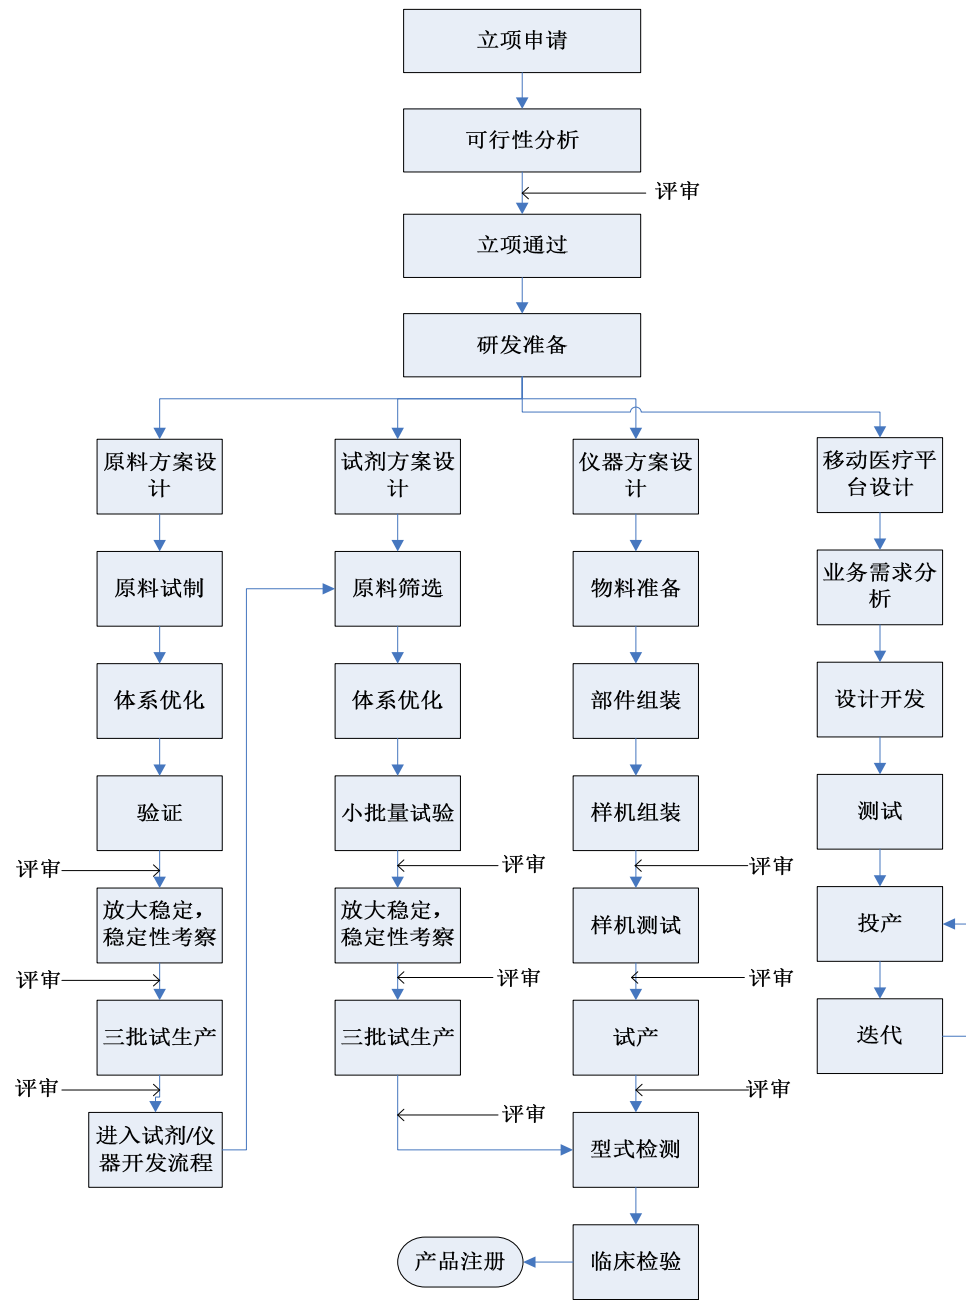 立项申请
可行性分析
评审
立项通过
研发准备
原料方案设
计
试剂方案设
计
仪器方案设
计
移动医疗平
台设计
原料试制
原料筛选
物料准备
业务需求分
析
体系优化
体系优化
部件组装
设计开发
验证
小批量试验
样机组装
测试
评审
评审
评审
放大稳定，
稳定性考察
放大稳定，
稳定性考察
样机测试
投产
评审
评审
评审
三批试生产
三批试生产
试产
迭代
评审
评审
评审
进入试剂/仪
器开发流程
型式检测
产品注册
临床检验